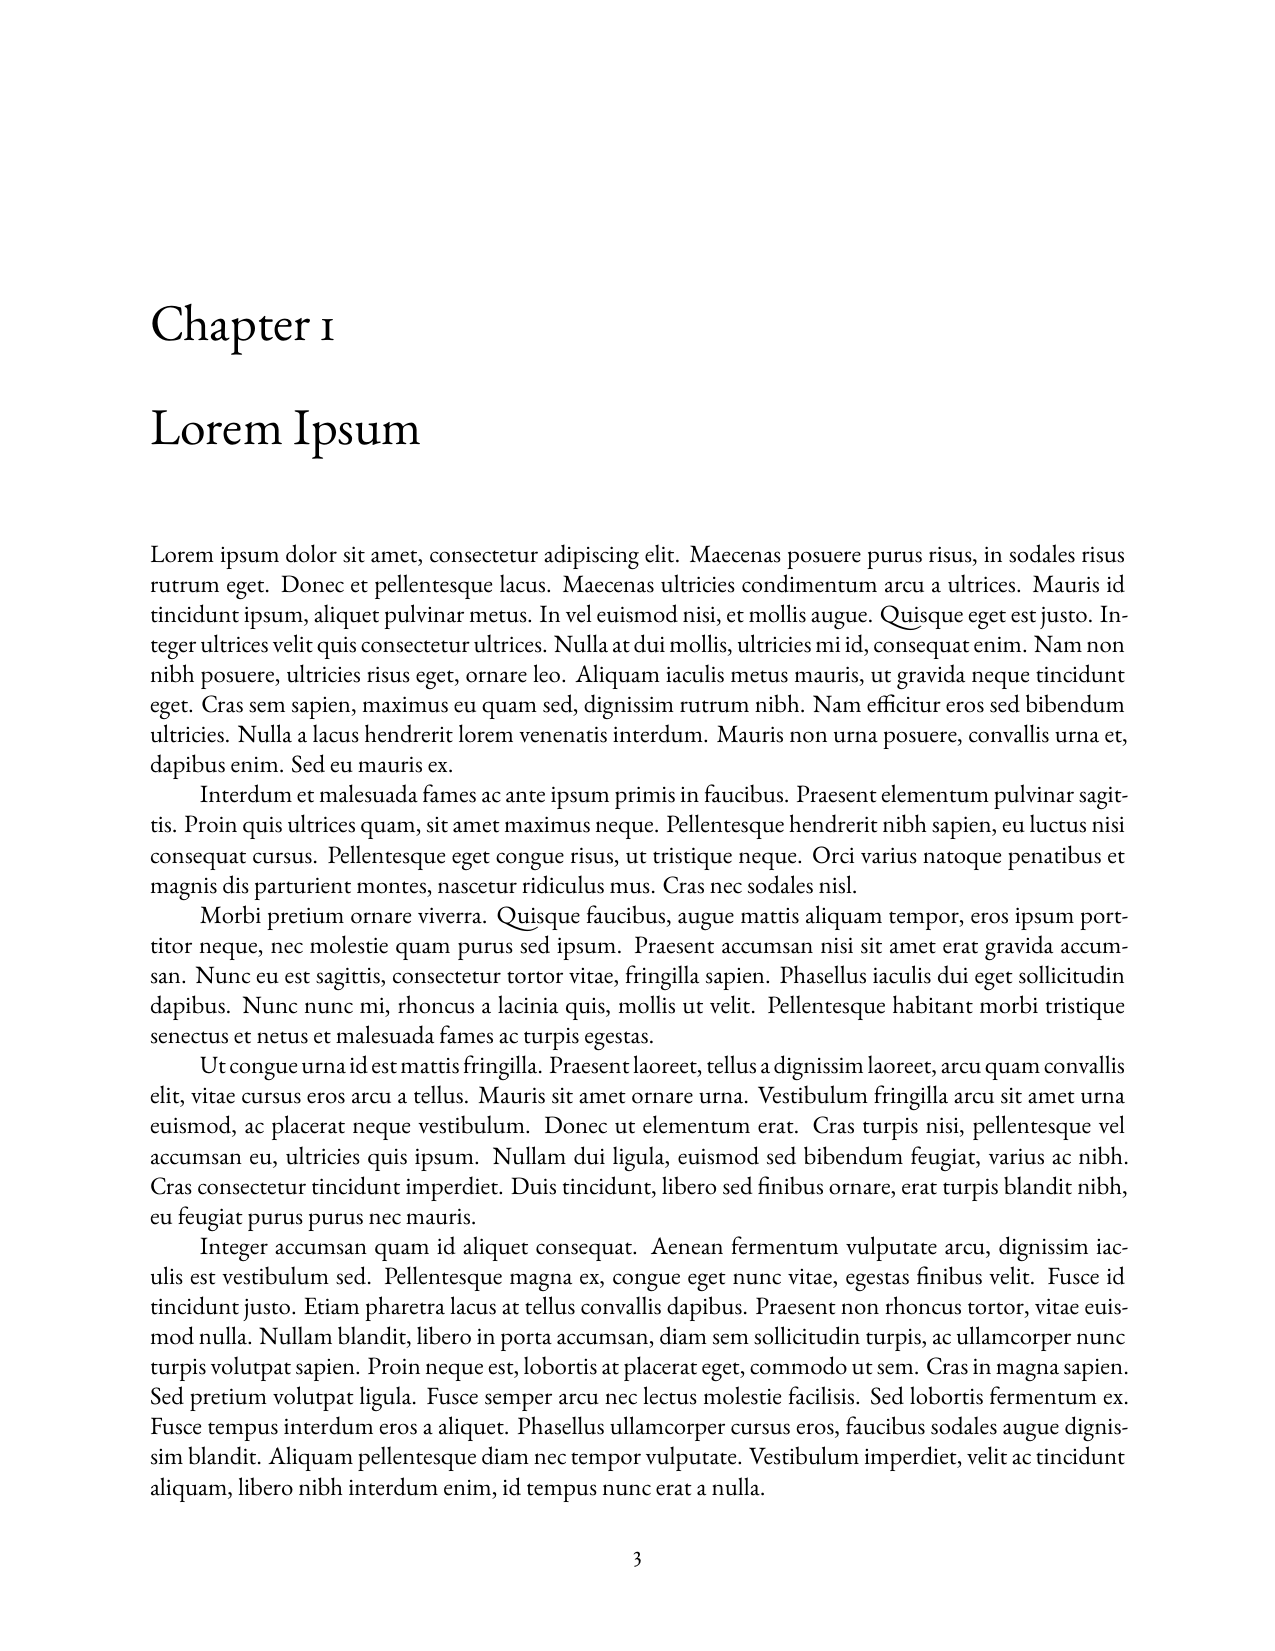 Chapter 1
Lorem Ipsum
Lorem ipsum dolor sit amet, consectetur adipiscing elit. Maecenas posuere purus risus, in sodales risus
rutrum eget. Donec et pellentesque lacus. Maecenas ultricies condimentum arcu a ultrices. Mauris id
tincidunt ipsum, aliquet pulvinar metus. In vel euismod nisi, et mollis augue. Quisque eget est justo. In-
teger ultrices velit quis consectetur ultrices. Nulla at dui mollis, ultricies mi id, consequat enim. Nam non
nibh posuere, ultricies risus eget, ornare leo. Aliquam iaculis metus mauris, ut gravida neque tincidunt
eget. Cras sem sapien, maximus eu quam sed, dignissim rutrum nibh. Nam efficitur eros sed bibendum
ultricies. Nulla a lacus hendrerit lorem venenatis interdum. Mauris non urna posuere, convallis urna et,
dapibus enim. Sed eu mauris ex.
Interdum et malesuada fames ac ante ipsum primis in faucibus. Praesent elementum pulvinar sagit-
tis. Proin quis ultrices quam, sit amet maximus neque. Pellentesque hendrerit nibh sapien, eu luctus nisi
consequat cursus. Pellentesque eget congue risus, ut tristique neque. Orci varius natoque penatibus et
magnis dis parturient montes, nascetur ridiculus mus. Cras nec sodales nisl.
Morbi pretium ornare viverra. Quisque faucibus, augue mattis aliquam tempor, eros ipsum port-
titor neque, nec molestie quam purus sed ipsum. Praesent accumsan nisi sit amet erat gravida accum-
san. Nunc eu est sagittis, consectetur tortor vitae, fringilla sapien. Phasellus iaculis dui eget sollicitudin
dapibus. Nunc nunc mi, rhoncus a lacinia quis, mollis ut velit. Pellentesque habitant morbi tristique
senectus et netus et malesuada fames ac turpis egestas.
Ut congue urna id est mattis fringilla. Praesent laoreet, tellus a dignissim laoreet, arcu quam convallis
elit, vitae cursus eros arcu a tellus. Mauris sit amet ornare urna. Vestibulum fringilla arcu sit amet urna
euismod, ac placerat neque vestibulum. Donec ut elementum erat. Cras turpis nisi, pellentesque vel
accumsan eu, ultricies quis ipsum. Nullam dui ligula, euismod sed bibendum feugiat, varius ac nibh.
Cras consectetur tincidunt imperdiet. Duis tincidunt, libero sed finibus ornare, erat turpis blandit nibh,
eu feugiat purus purus nec mauris.
Integer accumsan quam id aliquet consequat. Aenean fermentum vulputate arcu, dignissim iac-
ulis est vestibulum sed. Pellentesque magna ex, congue eget nunc vitae, egestas finibus velit. Fusce id
tincidunt justo. Etiam pharetra lacus at tellus convallis dapibus. Praesent non rhoncus tortor, vitae euis-
mod nulla. Nullam blandit, libero in porta accumsan, diam sem sollicitudin turpis, ac ullamcorper nunc
turpis volutpat sapien. Proin neque est, lobortis at placerat eget, commodo ut sem. Cras in magna sapien.
Sed pretium volutpat ligula. Fusce semper arcu nec lectus molestie facilisis. Sed lobortis fermentum ex.
Fusce tempus interdum eros a aliquet. Phasellus ullamcorper cursus eros, faucibus sodales augue dignis-
sim blandit. Aliquam pellentesque diam nec tempor vulputate. Vestibulum imperdiet, velit ac tincidunt
aliquam, libero nibh interdum enim, id tempus nunc erat a nulla.
3